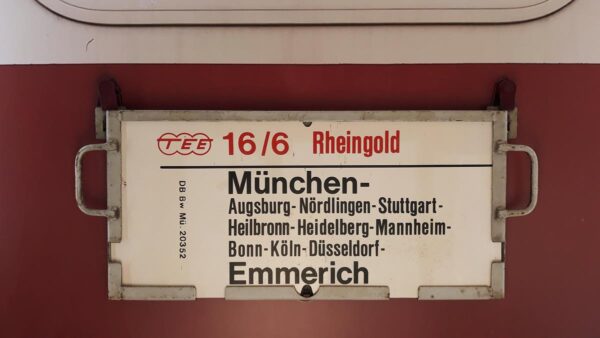 TEE 16/6 Rheingold
München-
Augsburg-Nördlingen-Stuttgart-
Heilbronn-Heidelberg-Mannheim-
Bonn-Köln-Düsseldorf-
Emmerich
DB Bw Mü. 20352